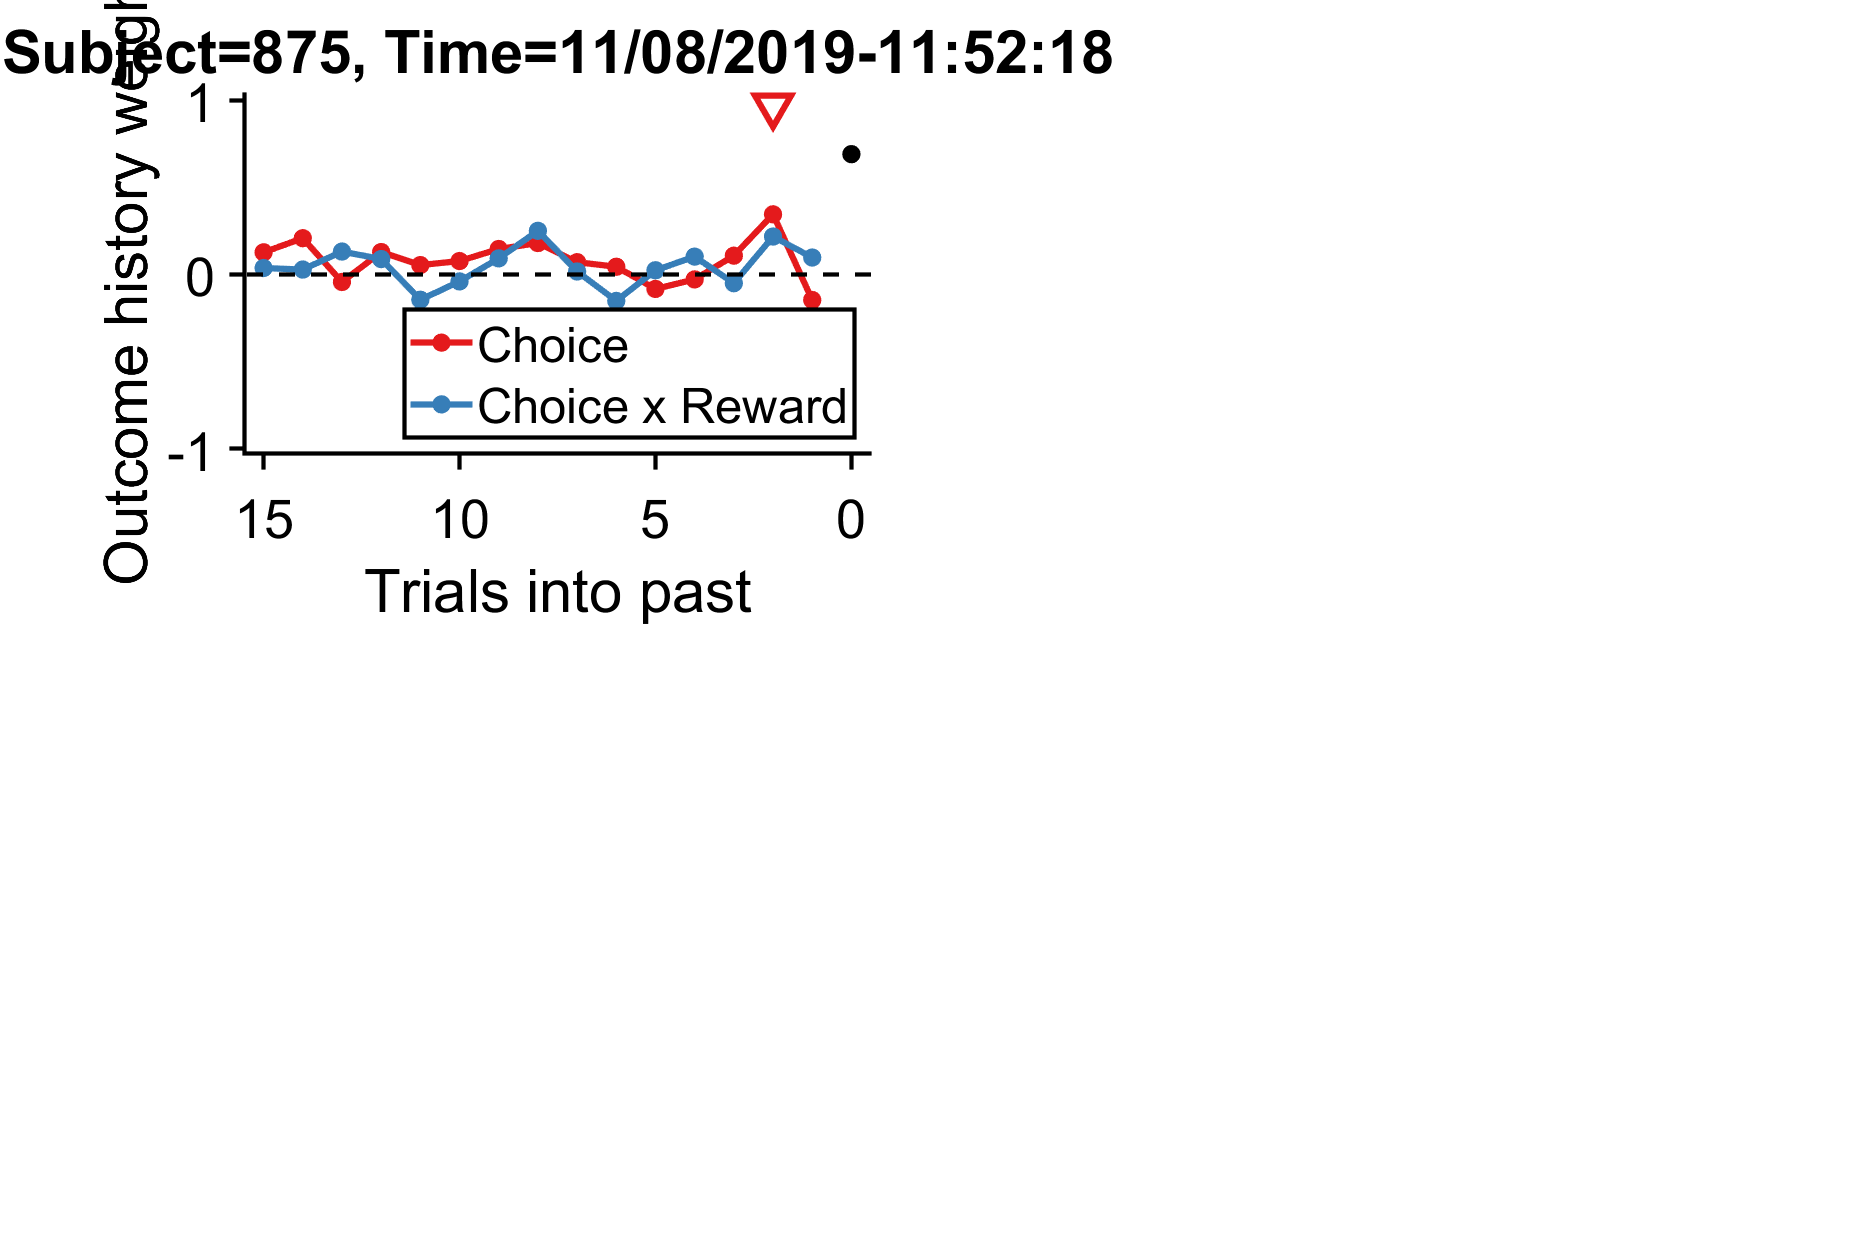 Subject=875, Time=11/08/2019-11:52:18
Outcome history
1
0
-1
Choice
Choice x Reward
15 10 5 0
Trials into past